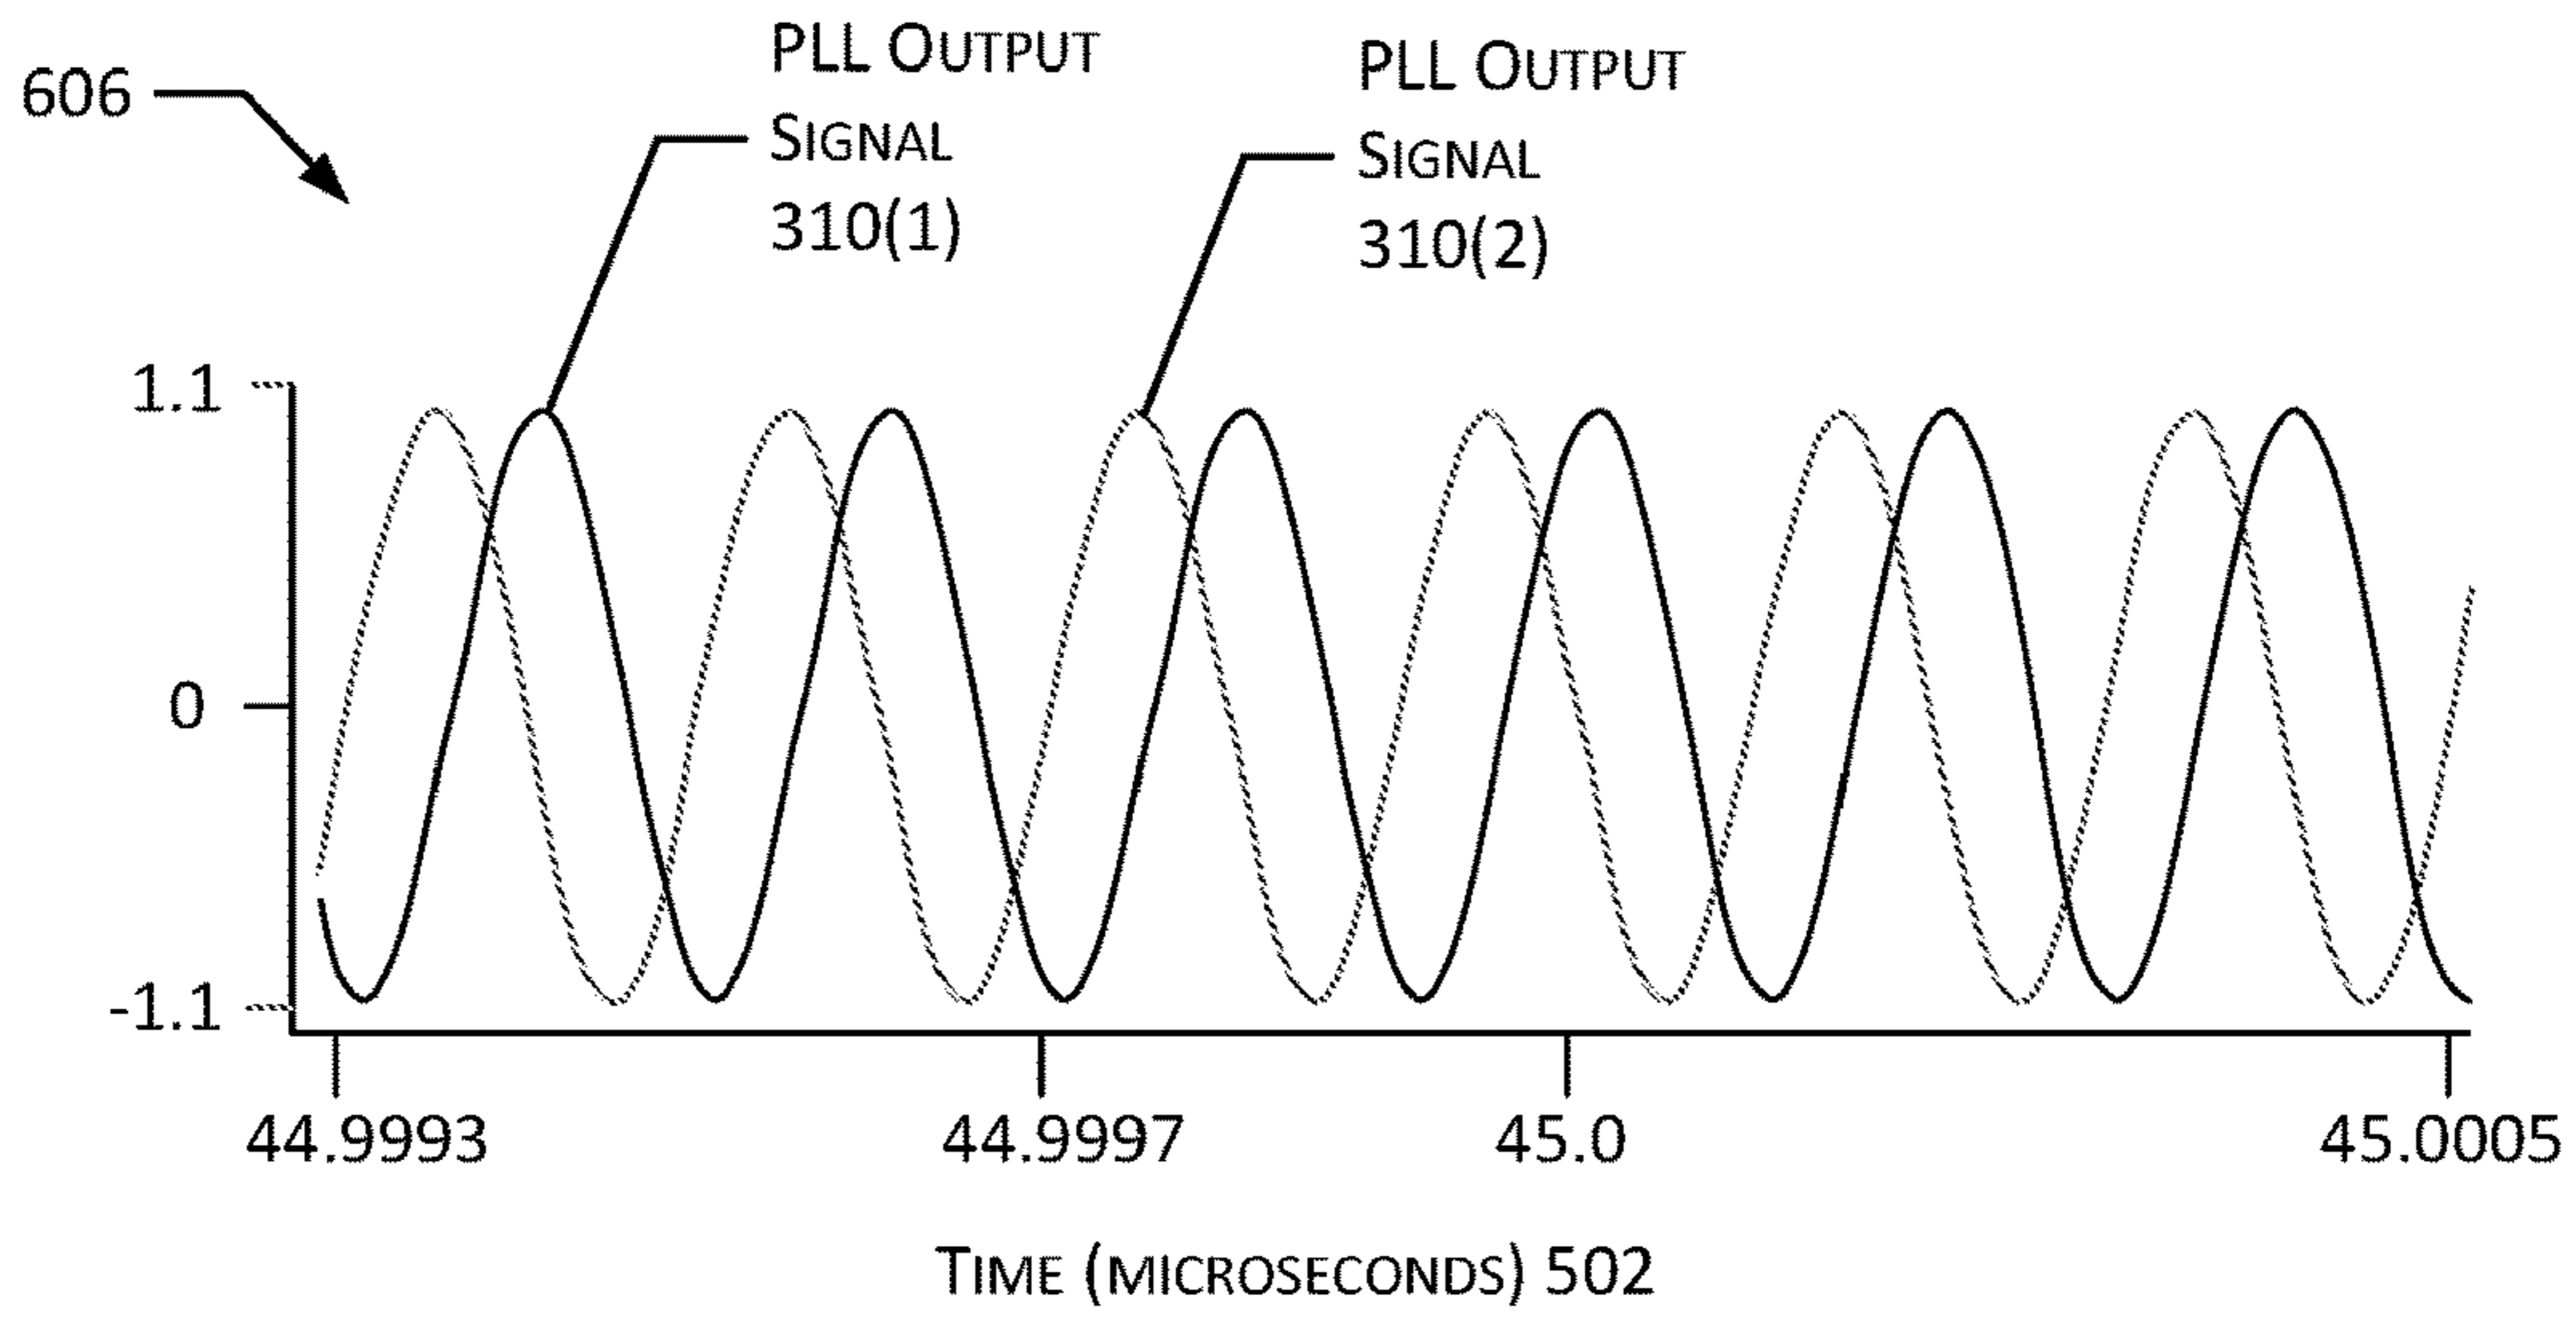 606
PLL OUTPUT
SIGNAL
310(1)
PLL OUTPUT
SIGNAL
310(2)
1.1
0
-1.1
44.9993
44.9997
45.0
45.0005
TIME (MICROSECONDS) 502